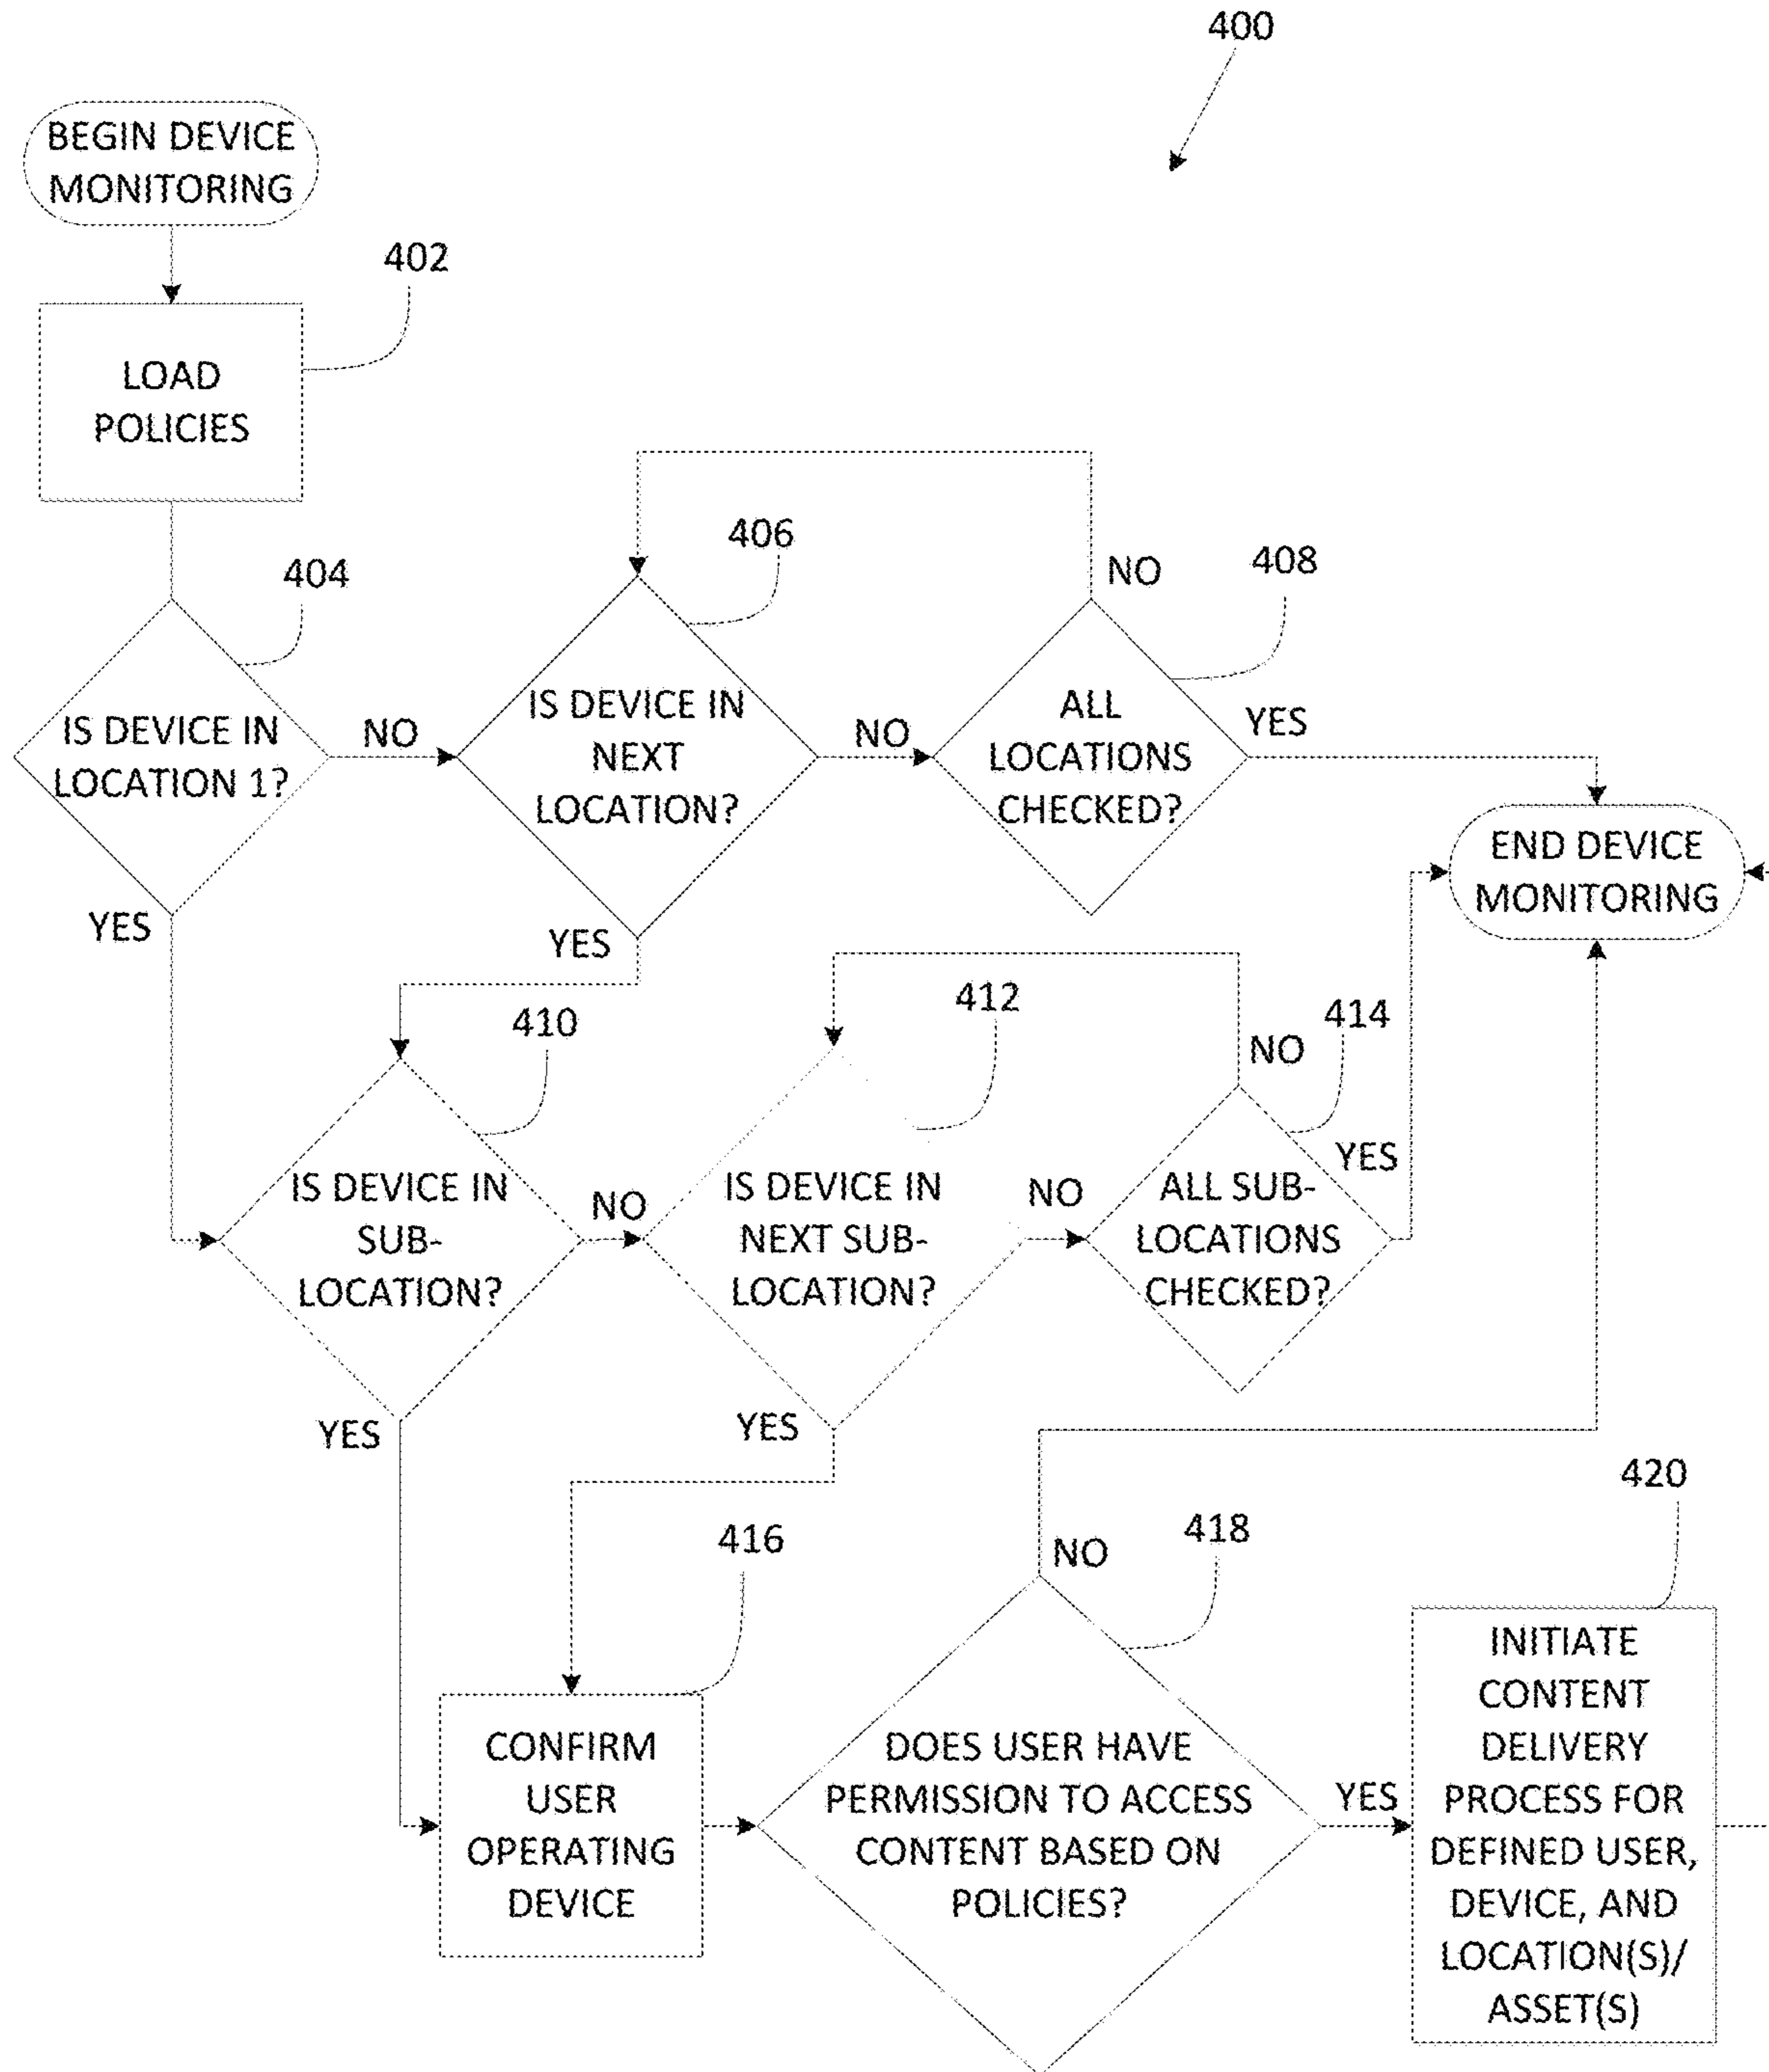 400
BEGIN DEVICE
MONITORING
402
LOAD
POLICIES
404
406
408
NO
IS DEVICE IN
LOCATION 1?
NO
YES
IS DEVICE IN
NEXT
LOCATION?
NO
YES
ALL
LOCATIONS
CHECKED?
YES
END DEVICE
MONITORING
410
412
414
NO
IS DEVICE IN
SUB-
LOCATION?
NO
YES
IS DEVICE IN
NEXT SUB-
LOCATION?
NO
YES
ALL SUB-
LOCATIONS
CHECKED?
YES
416
418
420
NO
CONFIRM
USER
OPERATING
DEVICE
DOES USER HAVE
PERMISSION TO ACCESS
CONTENT BASED ON
POLICIES?
YES
INITIATE
CONTENT
DELIVERY
PROCESS FOR
DEFINED USER,
DEVICE, AND
LOCATION(S)/
ASSET(S)